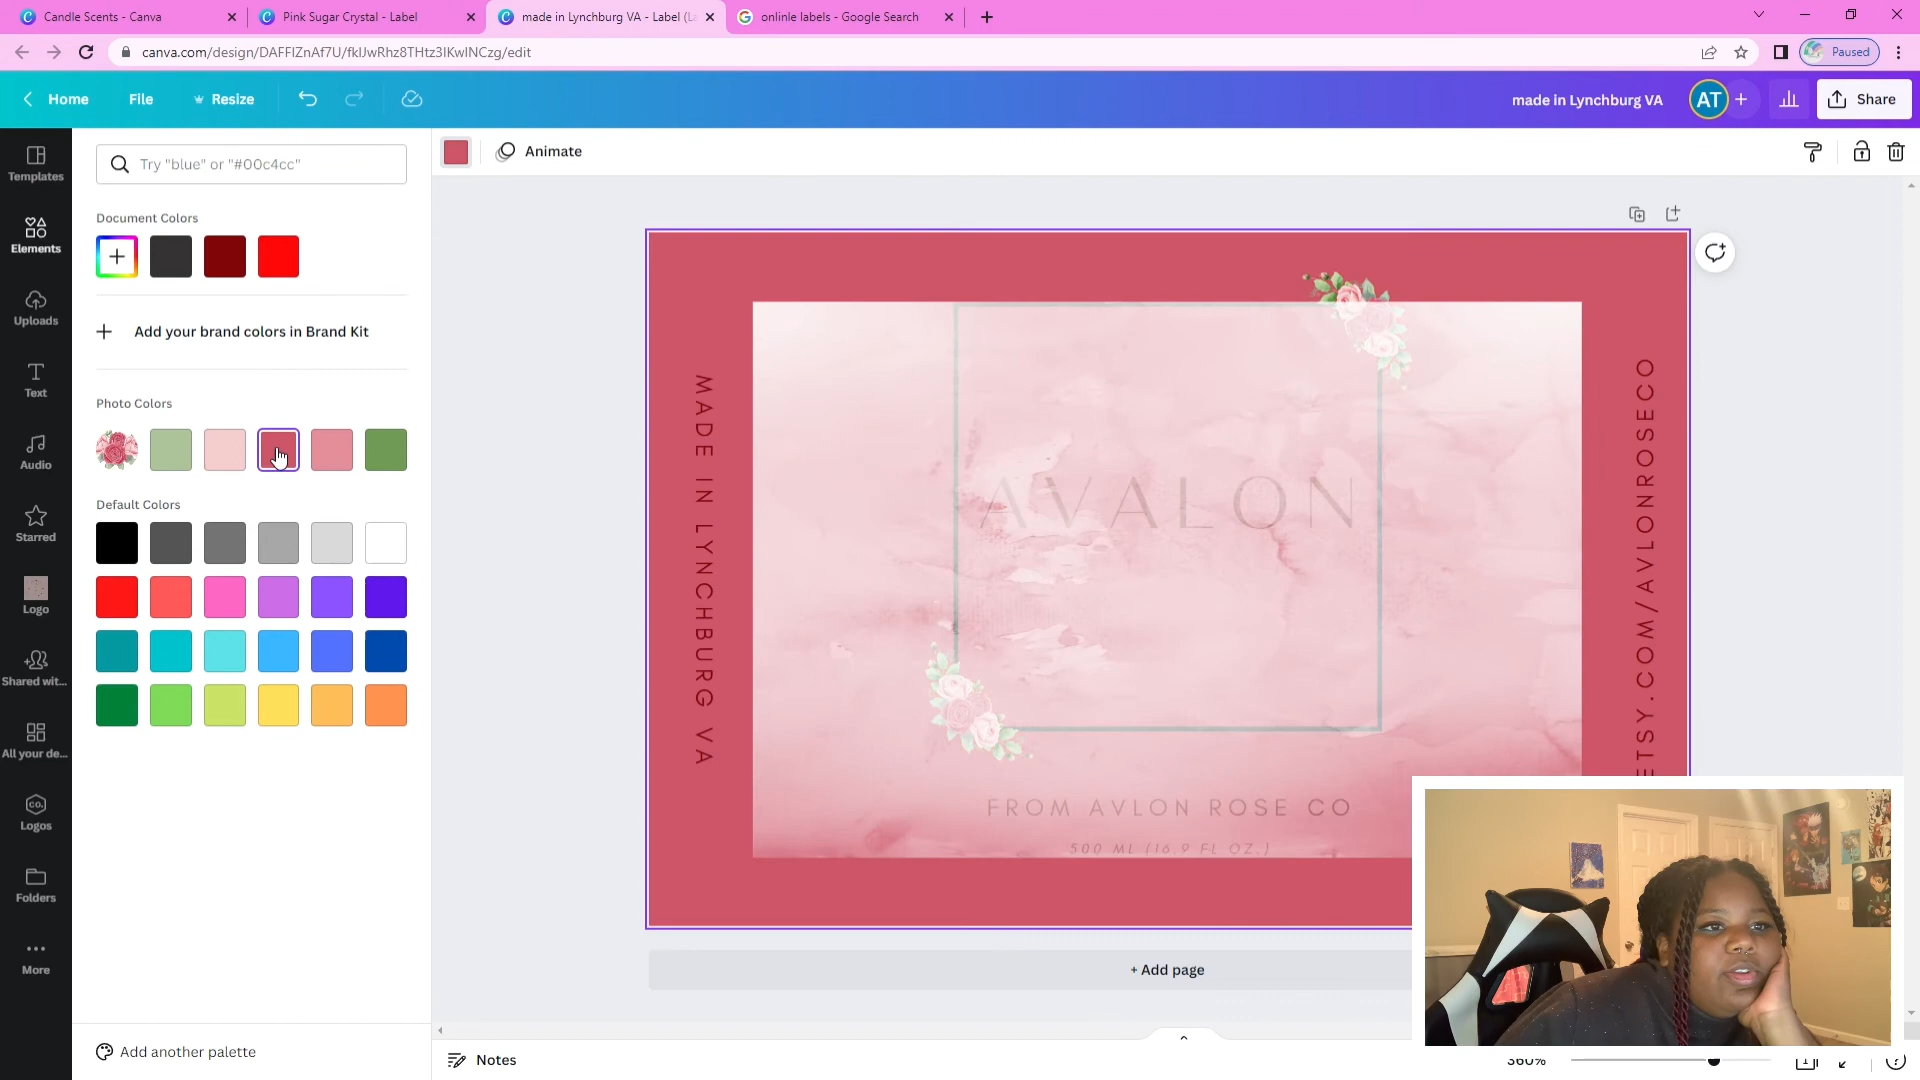 Candle Scents - Canva
Pink Sugar Crystal - Label
made in Lynchburg VA - Label (L
onlinle labels - Google Search
canva.com/design/DAFFIZnAf7U/fkIJwRhz8THtz3IKwINCzg/edit
Paused
Home
File
Resize
made in Lynchburg VA
AT
Share
Templates
Elements
Uploads
Text
Audio
Starred
Logo
Shared wit...
All your de...
CO.
Logos
Folders
More
Try "blue" or "#00c4cc"
Document Colors
Add your brand colors in Brand Kit
Photo Colors
Default Colors
Add another palette
Animate
MADE IN LYNCHBURG VA
AVALON
FROM AVLON ROSE CO
500 ML (16.9 FL OZ.)
ETSY.COM/AVLONROSECO
+ Add page
Notes
360%
1
?